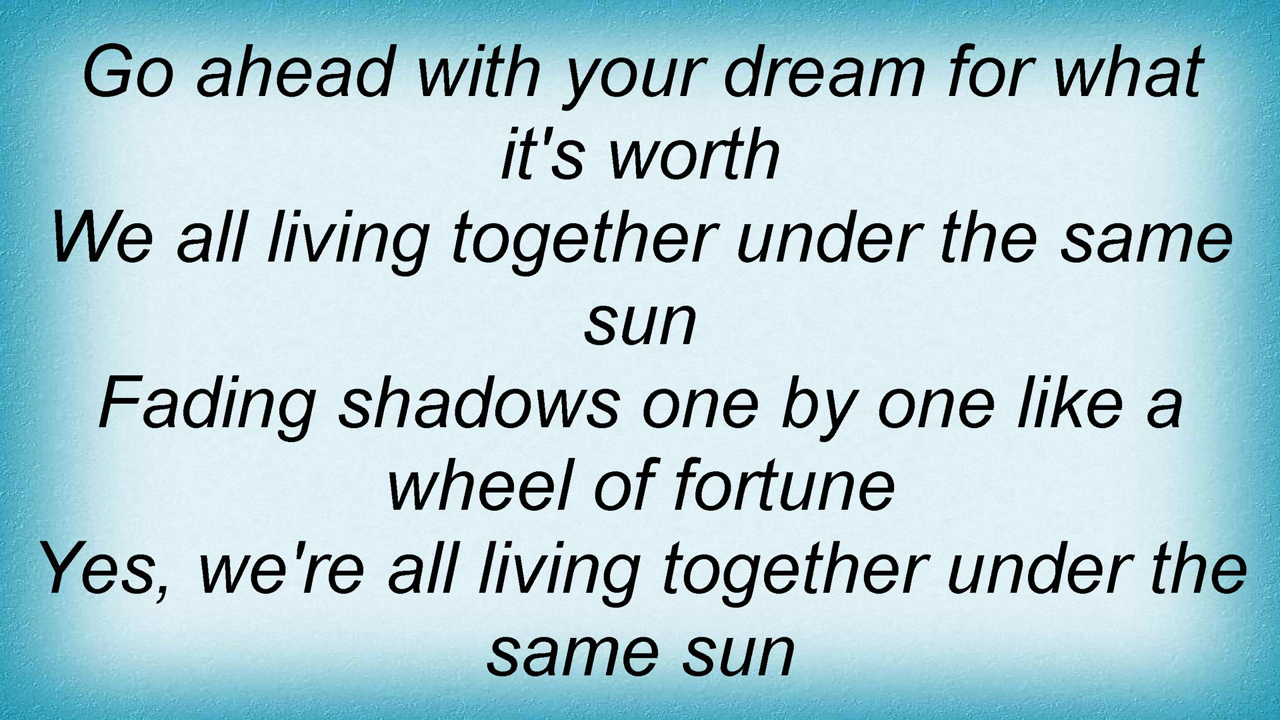 Go ahead with your dream for what
it's worth
We all living together under the same
sun
Fading shadows one by one like a
wheel of fortune
Yes, we're all living together under the
same sun